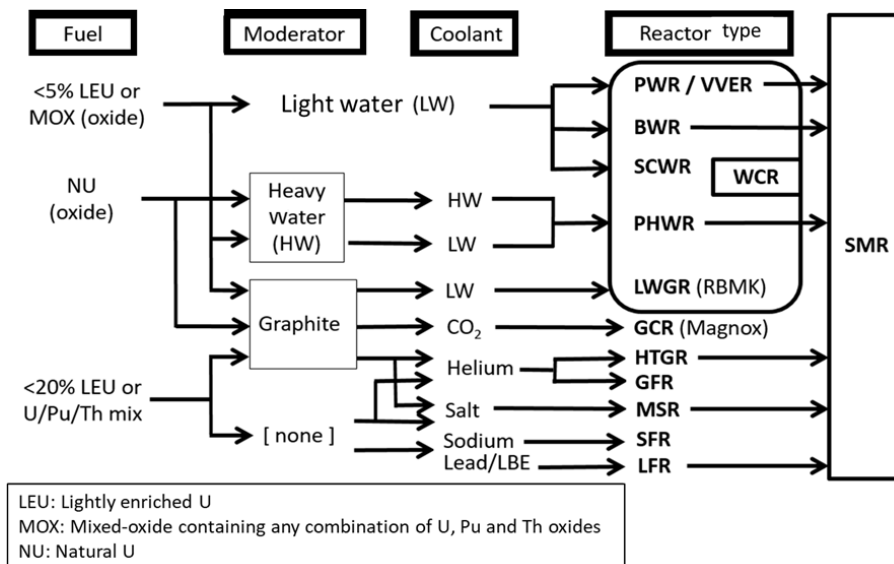 Fuel
Moderator
Coolant
Reactor type
<5% LEU or
MOX (oxide)
Light water (LW)
PWR / VVER
BWR
SCWR
WCR
NU
(oxide)
Heavy
water
(HW)
HW
LW
PHWR
SMR
Graphite
LW
LWGR (RBMK)
CO₂
GCR (Magnox)
<20% LEU or
U/Pu/Th mix
Helium
HTGR
GFR
Salt
MSR
[ none ]
Sodium
SFR
Lead/LBE
LFR
LEU: Lightly enriched U
MOX: Mixed-oxide containing any combination of U, Pu and Th oxides
NU: Natural U